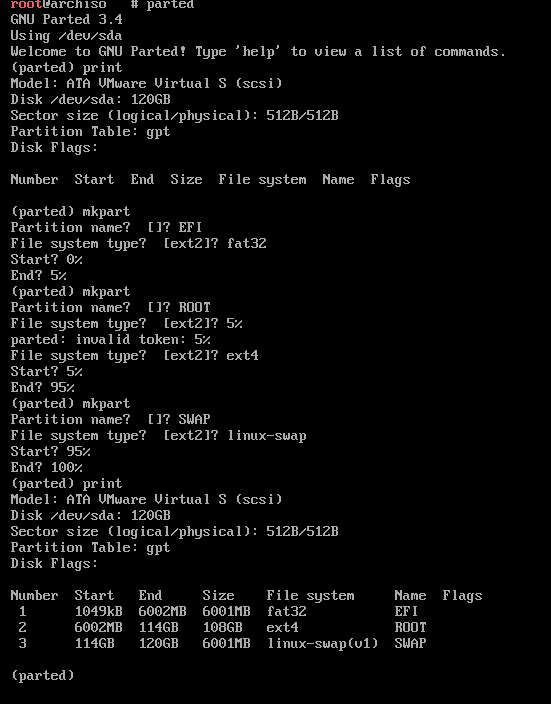 root@archiso # parted
GNU Parted 3.4
Using /dev/sda
Welcome to GNU Parted! Type 'help' to view a list of commands.
(parted) print
Model: ATA VMware Virtual S (scsi)
Disk /dev/sda: 120GB
Sector size (logical/physical): 512B/512B
Partition Table: gpt
Disk Flags:
Number  Start  End  Size  File system  Name  Flags
(parted) mkpart
Partition name?  []? EFI
File system type?  [ext2]? fat32
Start? 0%
End? 5%
(parted) mkpart
Partition name?  []? ROOT
File system type?  [ext2]? 5%
parted: invalid token: 5%
File system type?  [ext2]? ext4
Start? 5%
End? 95%
(parted) mkpart
Partition name?  []? SWAP
File system type?  [ext2]? linux-swap
Start? 95%
End? 100%
(parted) print
Model: ATA VMware Virtual S (scsi)
Disk /dev/sda: 120GB
Sector size (logical/physical): 512B/512B
Partition Table: gpt
Disk Flags:
Number  Start   End     Size    File system     Name  Flags
 1      1049kB  6002MB  6001MB  fat32           EFI
 2      6002MB  114GB   108GB   ext4            ROOT
 3      114GB   120GB   6001MB  linux-swap(v1)  SWAP
(parted)